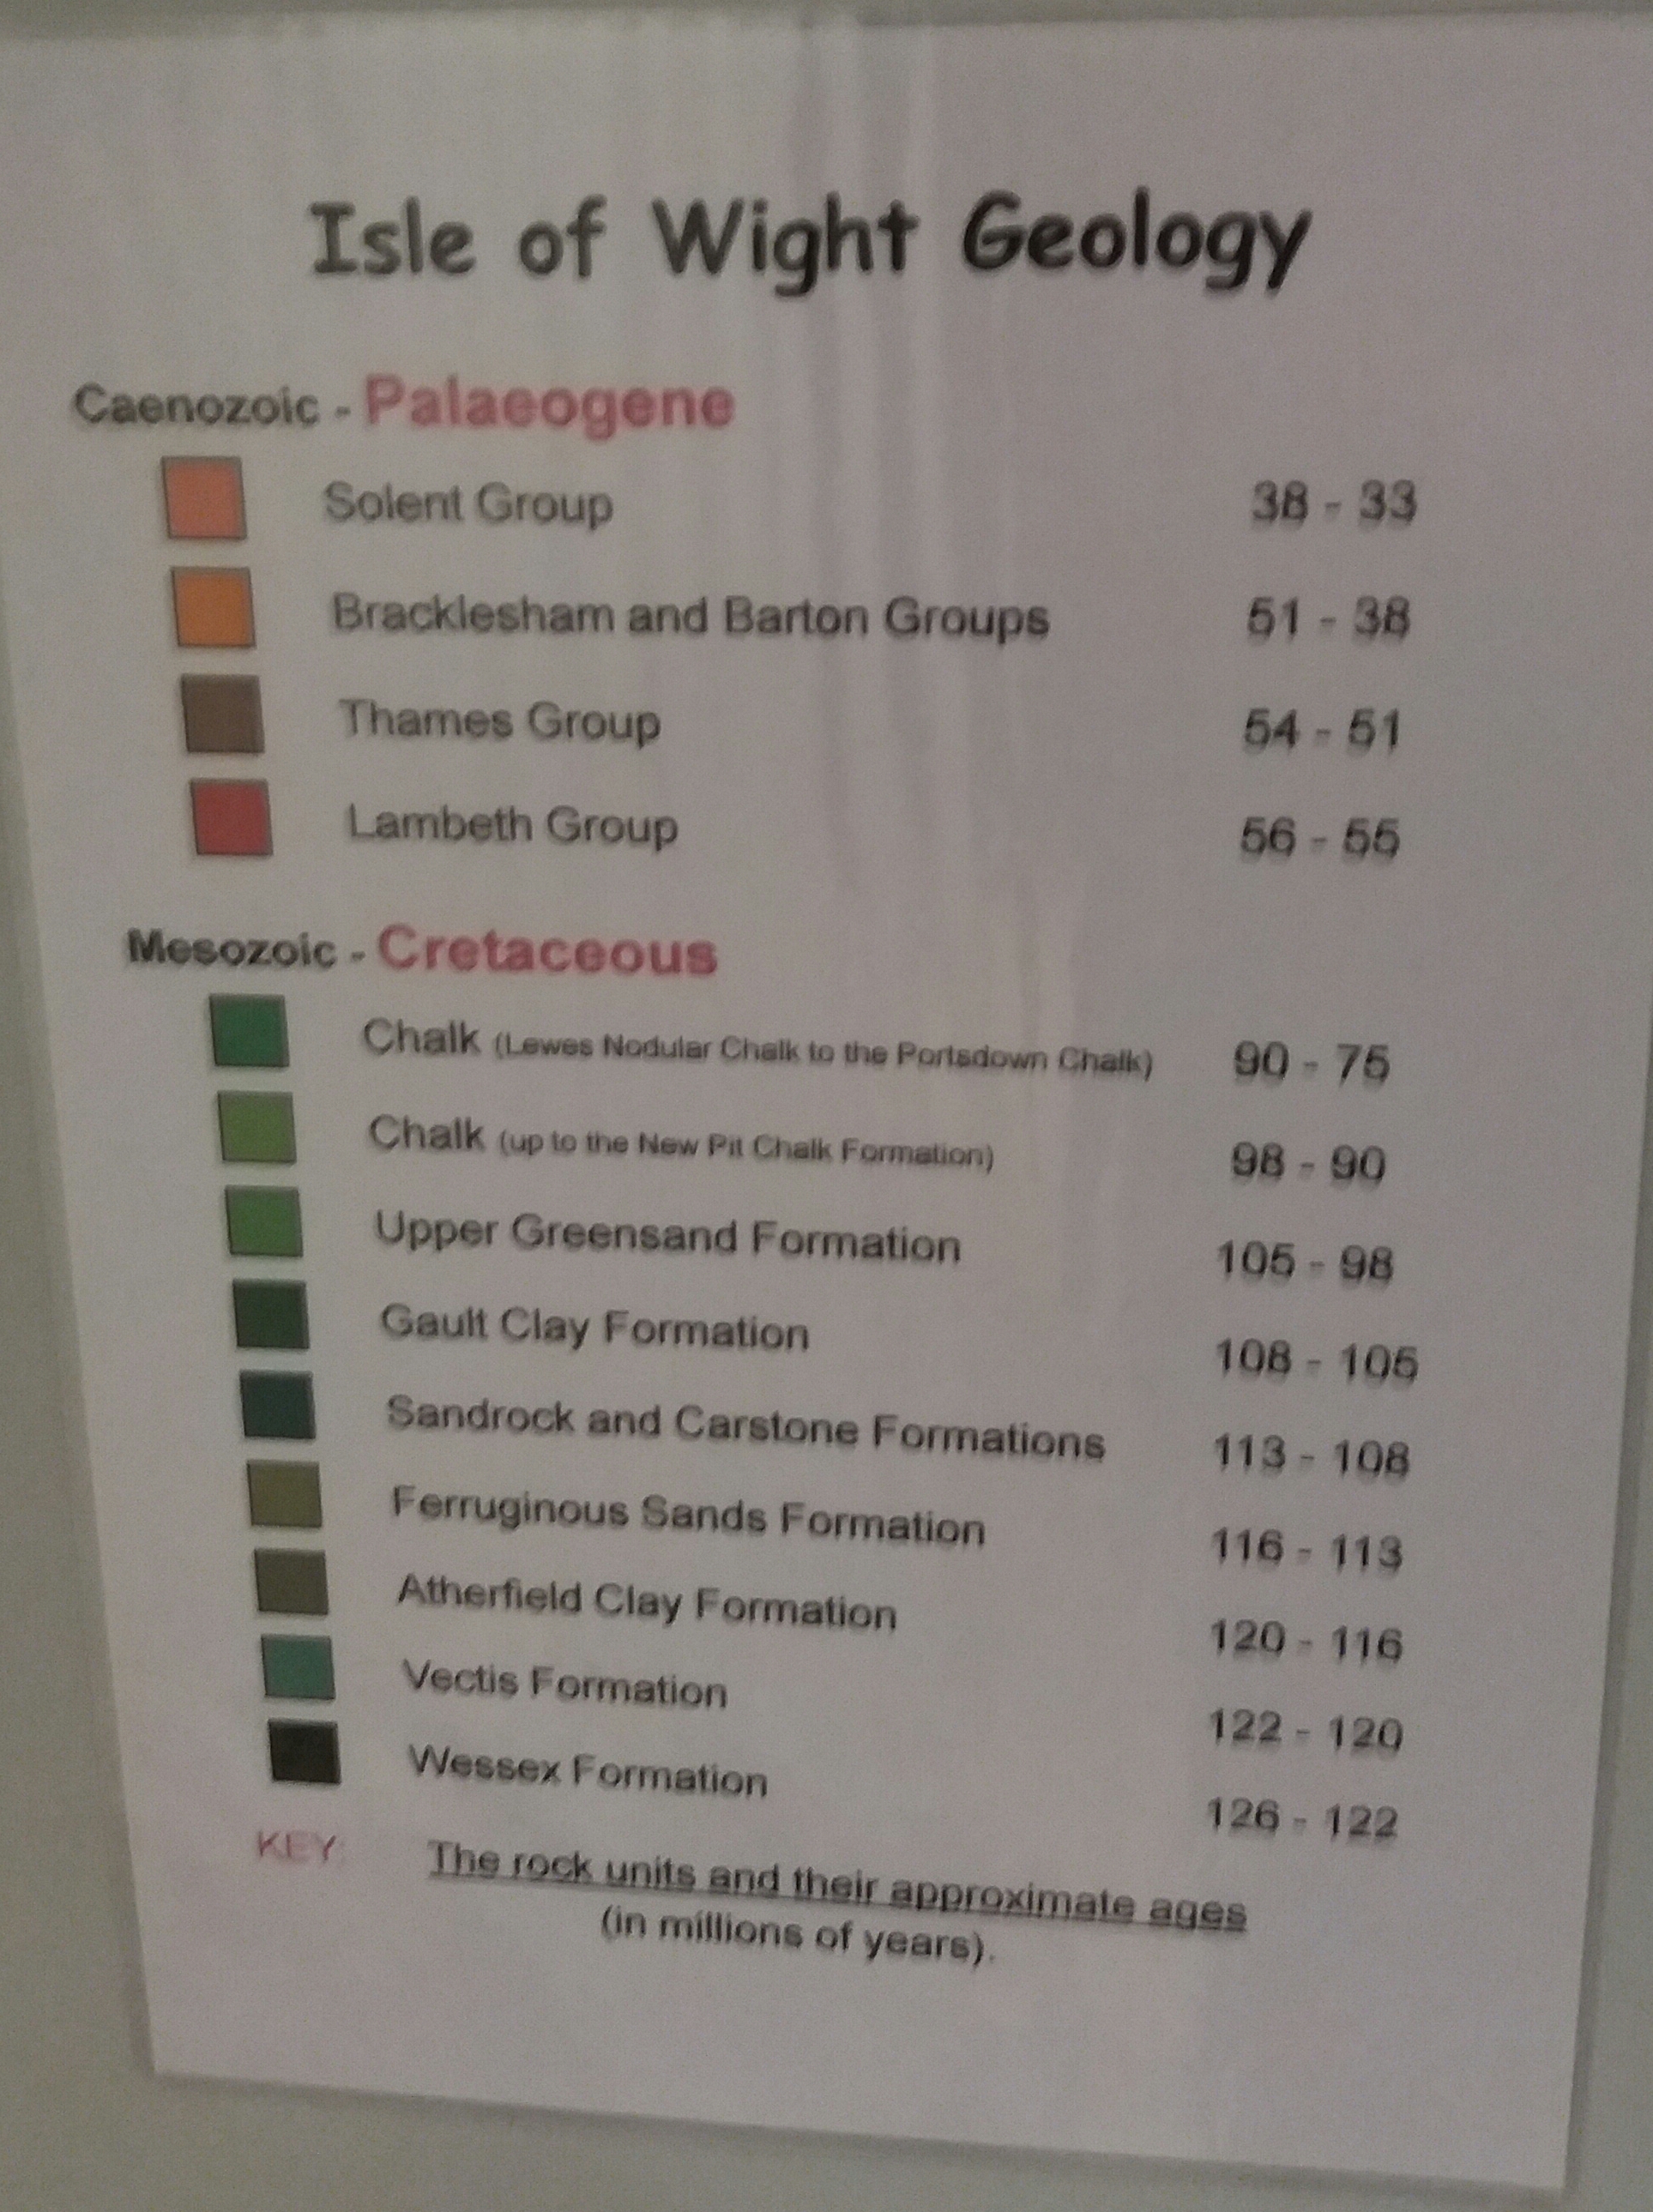 Isle of Wight Geology
Caenozoic - Palaeogene
Solent Group 38 - 33
Bracklesham and Barton Groups 51 - 38
Thames Group 54 - 51
Lambeth Group 56 - 55
Mesozoic - Cretaceous
Chalk (Lewes Nodular Chalk to the Portsdown Chalk) 90 - 75
Chalk (up to the New Pit Chalk Formation) 98 - 90
Upper Greensand Formation 105 - 98
Gault Clay Formation 108 - 105
Sandrock and Carstone Formations 113 - 108
Ferruginous Sands Formation 116 - 113
Atherfield Clay Formation 120 - 116
Vectis Formation 122 - 120
Wessex Formation 126 - 122
KEY: The rock units and their approximate ages
(in millions of years).